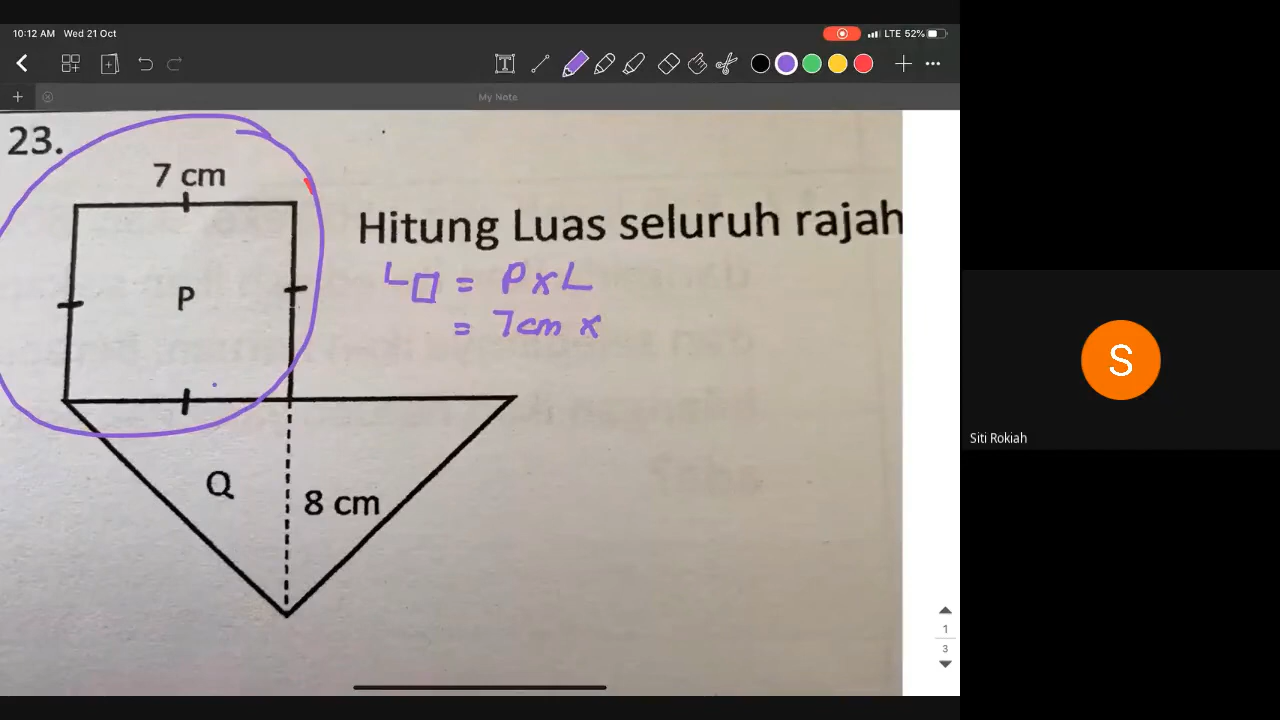 10:12 AM Wed 21 Oct
LTE 52%
My Note
23.
7 cm
Hitung Luas seluruh rajah
L□ = P x L
= 7cm x
P
Q
8 cm
1
3
S
Siti Rokiah